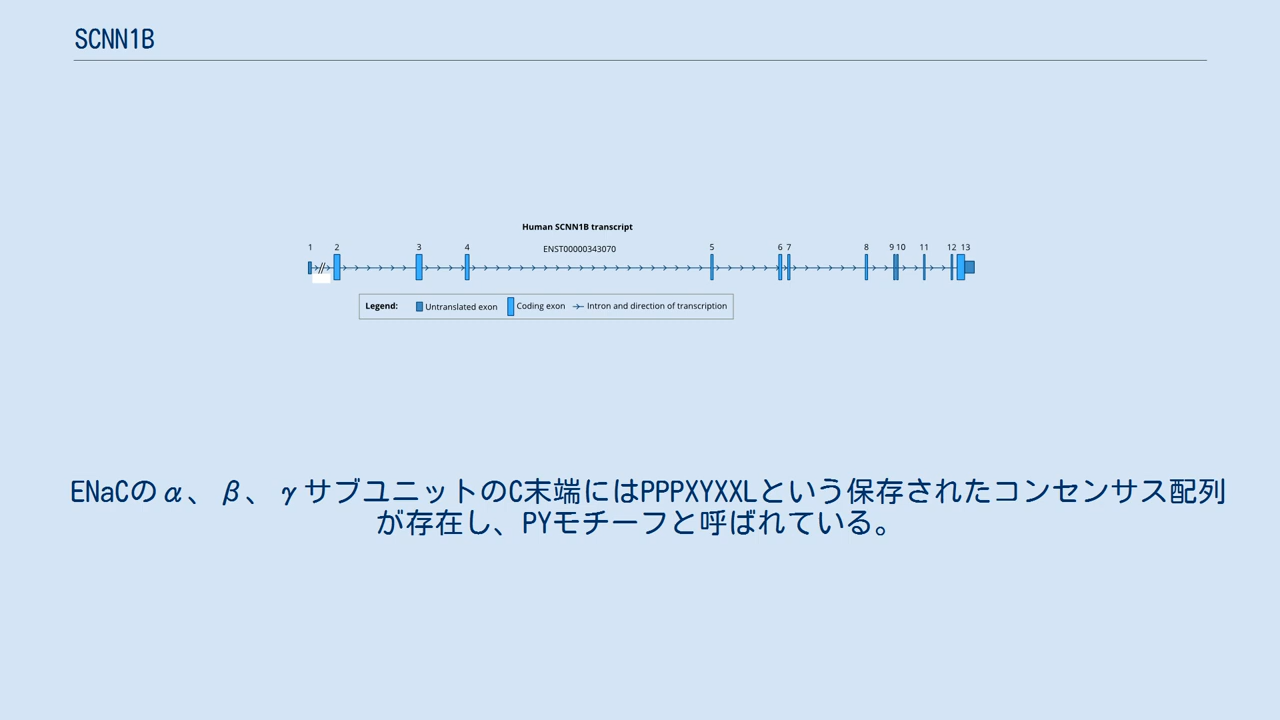 SCNN1B
Human SCNN1B transcript
ENST00000343070
1 // 2 3 4 5 6 7 8 9 10 11 12 13
Legend: Untranslated exon Coding exon Intron and direction of transcription
ENaCのα、β、γサブユニットのC末端にはPPPXYXXLという保存されたコンセンサス配列
が存在し、PYモチーフと呼ばれている。